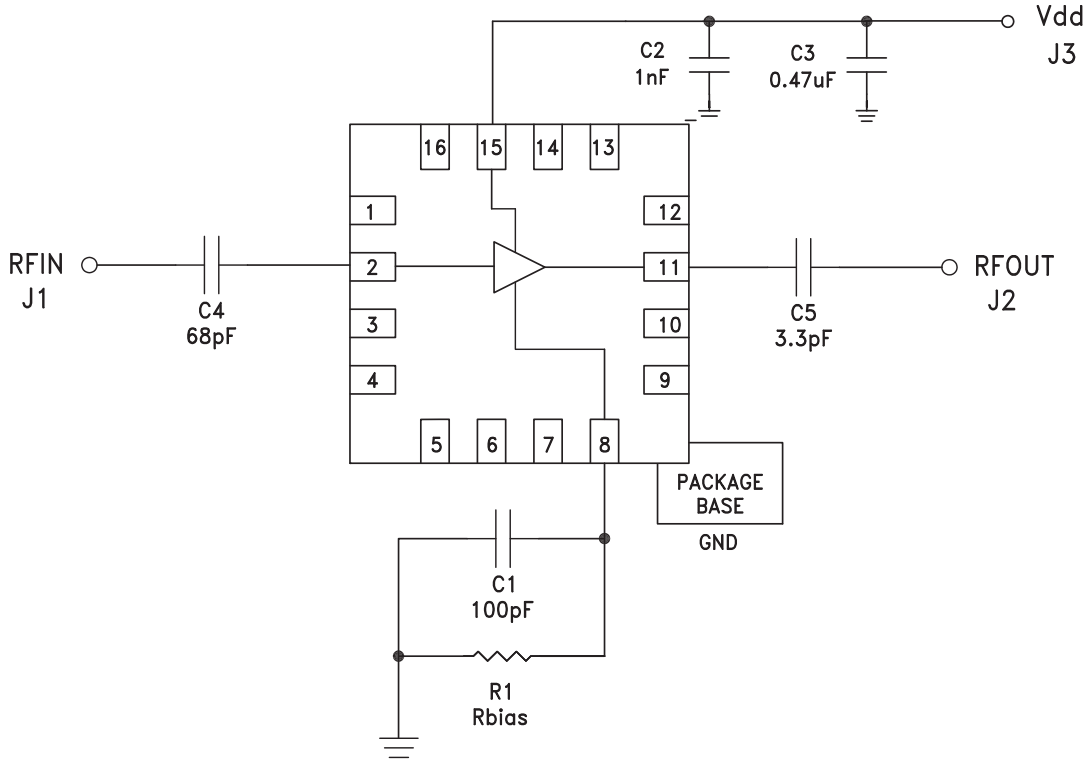 Vdd
J3
C2
1nF
C3
0.47uF
16
15
14
13
1
12
RFIN
J1
C4
68pF
2
11
C5
3.3pF
RFOUT
J2
3
10
4
9
5
6
7
8
PACKAGE
BASE
GND
C1
100pF
R1
Rbias